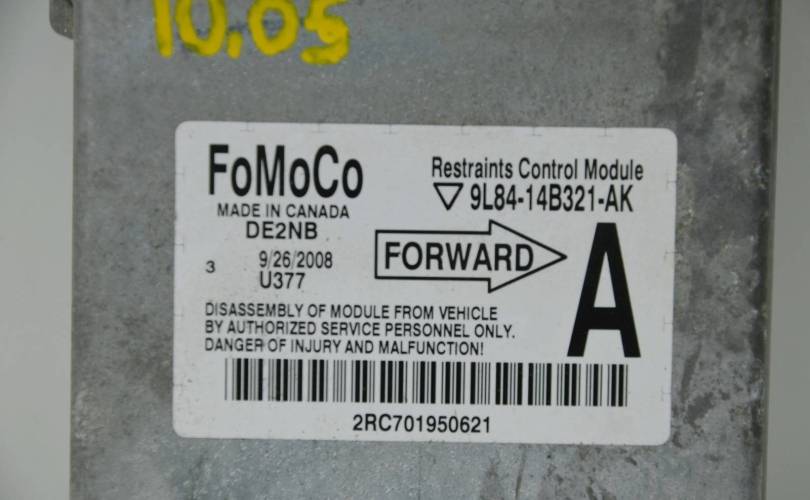 10.05
FoMoCo
MADE IN CANADA
DE2NB
3 9/26/2008
U377
Restraints Control Module
9L84-14B321-AK
FORWARD
A
DISASSEMBLY OF MODULE FROM VEHICLE
BY AUTHORIZED SERVICE PERSONNEL ONLY.
DANGER OF INJURY AND MALFUNCTION!
2RC701950621